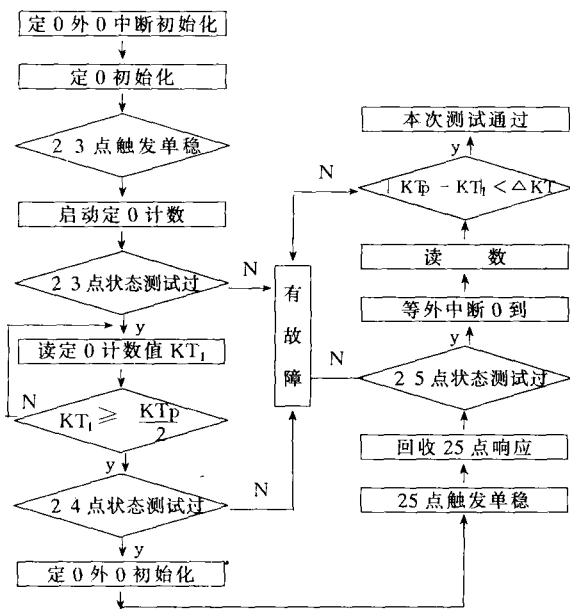 定0外0中断初始化
定0初始化
23点触发单稳
启动定0计数
23点状态测试过
N
y
读定0计数值KT₁
N
KT₁ ≥ KTp/2
y
24点状态测试过
N
y
定0外0初始化
有故障
本次测试通过
y
N
| KTp - KT₁| < △KT
读 数
等外中断0到
y
N
25点状态测试过
回收25点响应
25点触发单稳